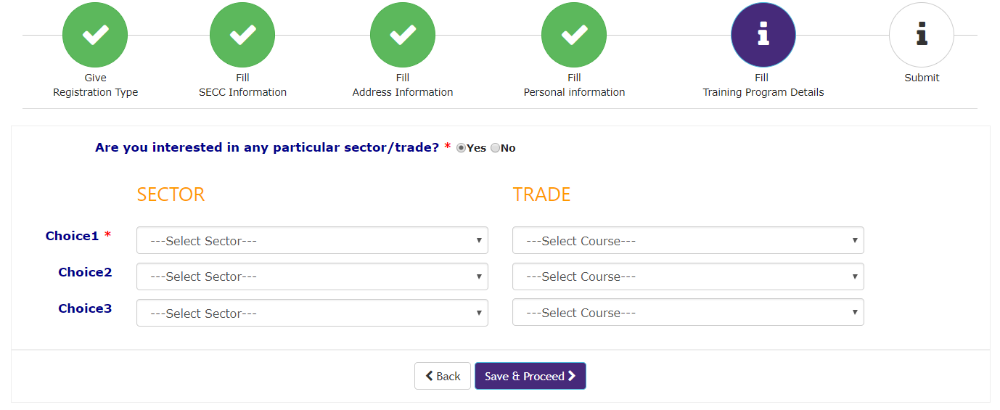 Give
Registration Type
Fill
SECC Information
Fill
Address Information
Fill
Personal information
Fill
Training Program Details
Submit
Are you interested in any particular sector/trade? * Yes No
SECTOR TRADE
Choice1 * ---Select Sector--- ---Select Course---
Choice2 ---Select Sector--- ---Select Course---
Choice3 ---Select Sector--- ---Select Course---
Back Save & Proceed